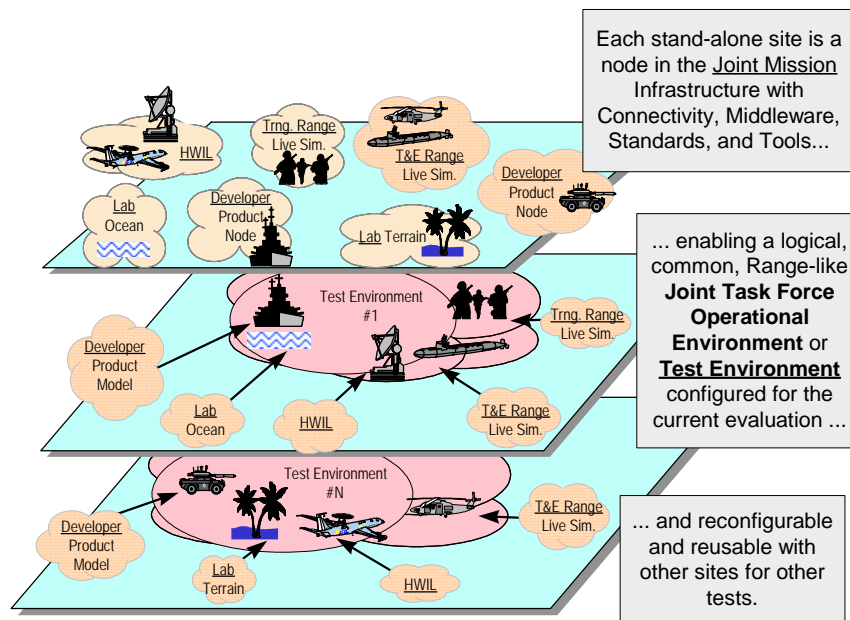 Each stand-alone site is a
node in the Joint Mission
Infrastructure with
Connectivity, Middleware,
Standards, and Tools...
HWIL
Trng. Range
Live Sim.
T&E Range
Live Sim.
Developer
Product
Node
Lab
Ocean
Developer
Product
Node
Lab Terrain
... enabling a logical,
common, Range-like
Joint Task Force
Operational
Environment or
Test Environment
configured for the
current evaluation ...
Test Environment
#1
Trng. Range
Live Sim.
Developer
Product
Model
Lab
Ocean
HWIL
T&E Range
Live Sim.
Test Environment
#N
T&E Range
Live Sim.
Developer
Product
Model
Lab
Terrain
HWIL
... and reconfigurable
and reusable with
other sites for other
tests.